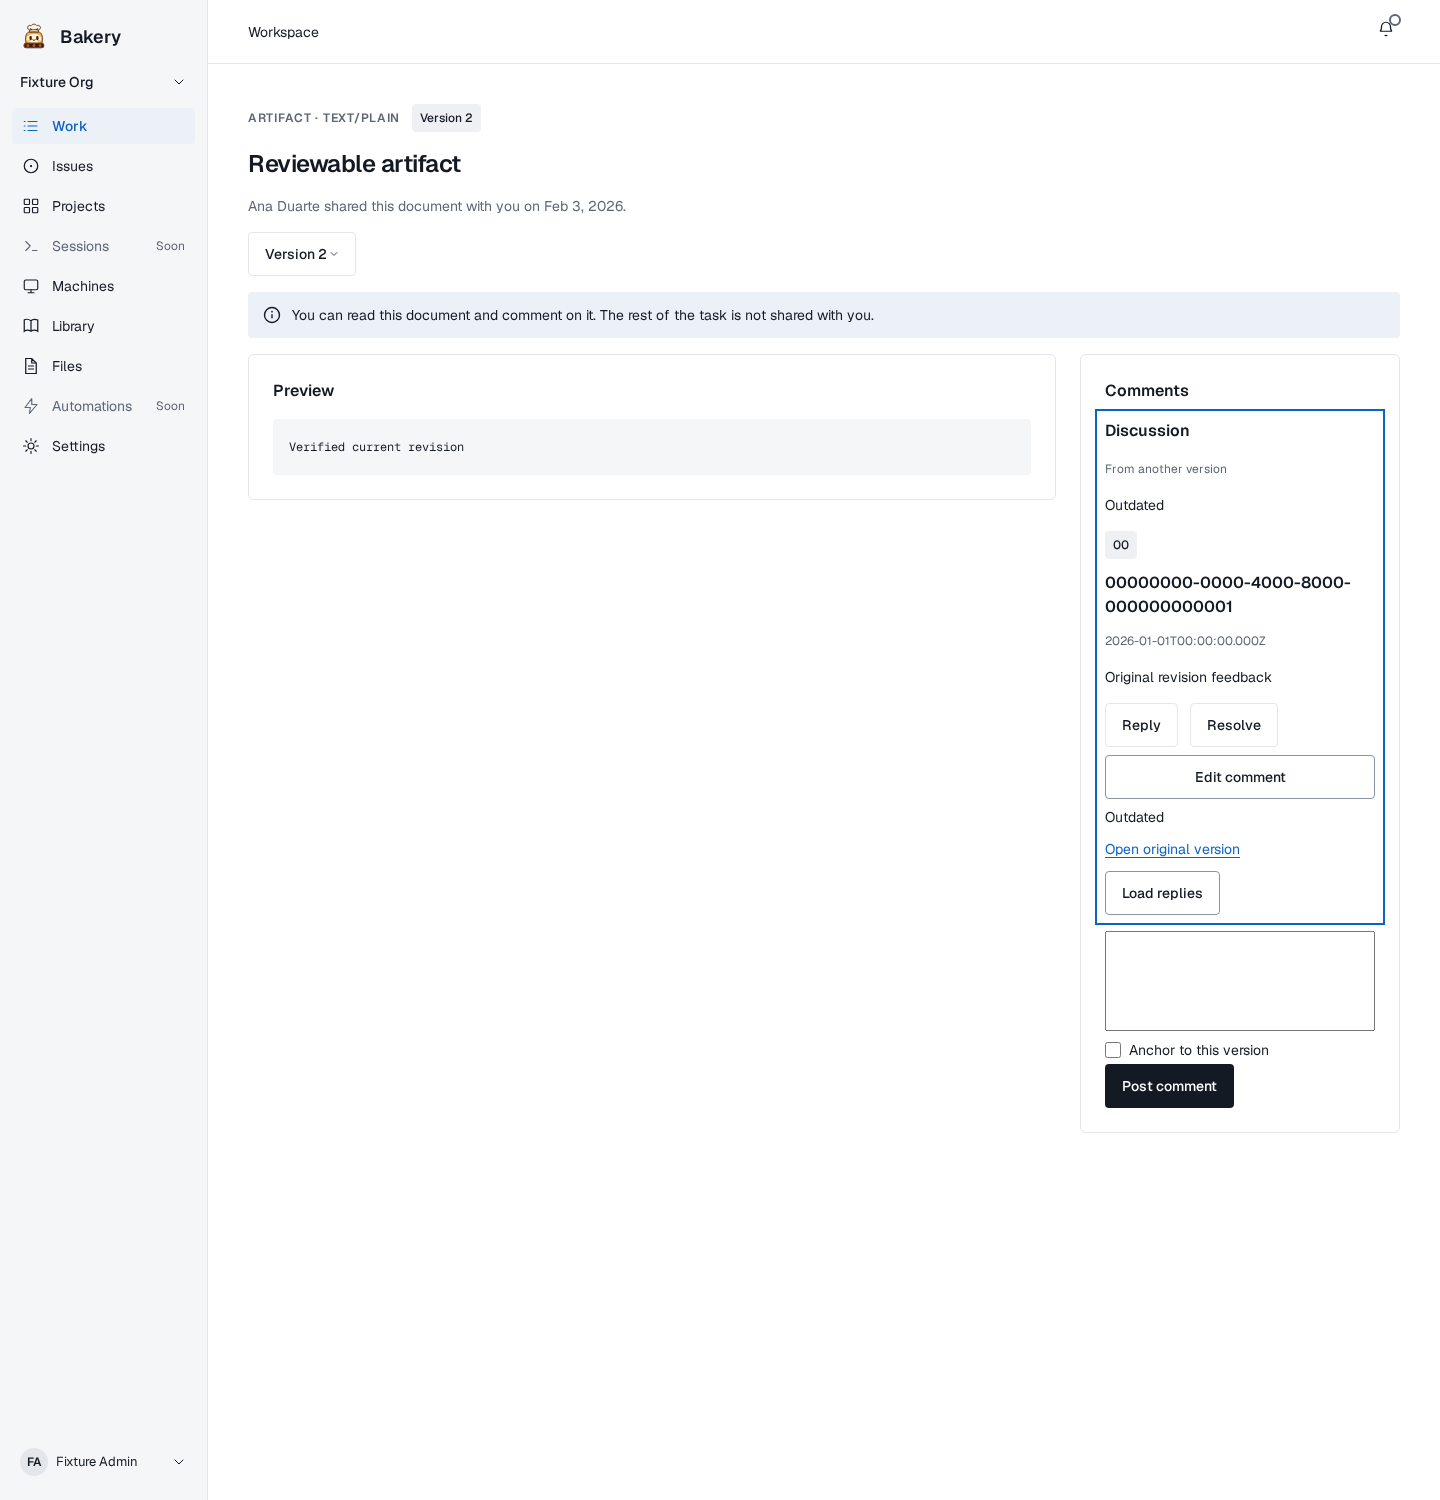 Bakery
Fixture Org
Work
Issues
Projects
Sessions Soon
Machines
Library
Files
Automations Soon
Settings
FA Fixture Admin
Workspace
ARTIFACT · TEXT/PLAIN Version 2
Reviewable artifact
Ana Duarte shared this document with you on Feb 3, 2026.
Version 2
You can read this document and comment on it. The rest of the task is not shared with you.
Preview
Verified current revision
Comments
Discussion
From another version
Outdated
00
00000000-0000-4000-8000-
000000000001
2026-01-01T00:00:00.000Z
Original revision feedback
Reply Resolve
Edit comment
Outdated
Open original version
Load replies
Anchor to this version
Post comment